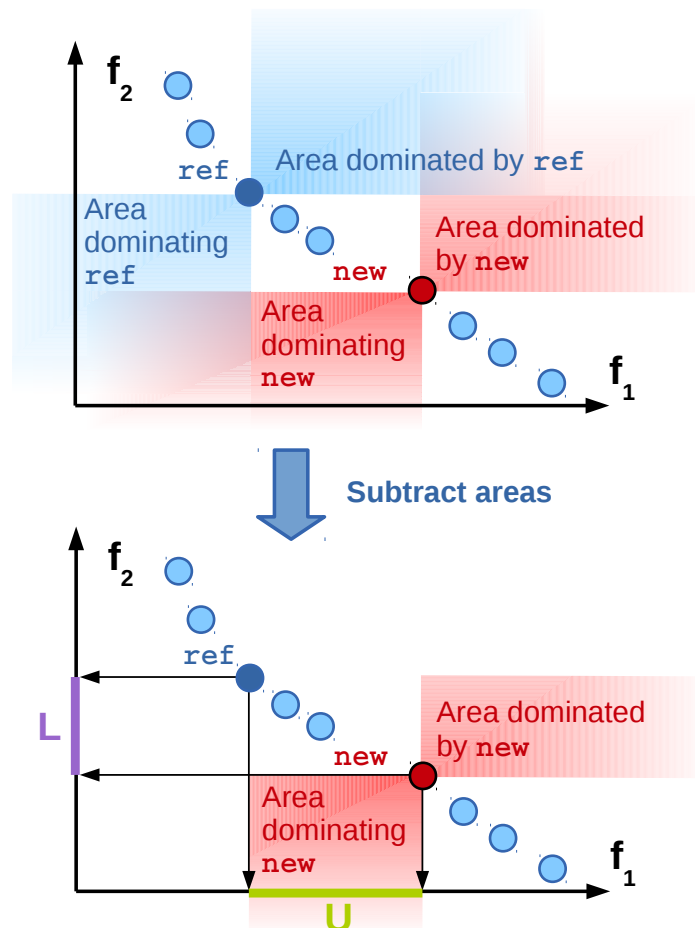 f2
ref
Area dominated by ref
Area
dominating
ref
Area dominated
by new
new
Area
dominating
new
f1
Subtract areas
f2
ref
L
Area dominated
by new
new
Area
dominating
new
f1
U